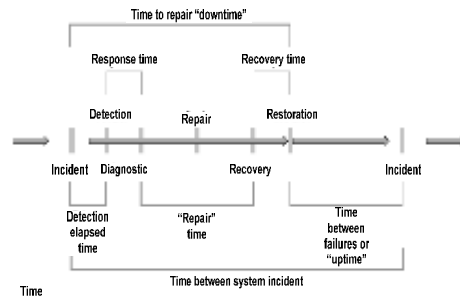 Time to repair “downtime”
Response time
Recovery time
Detection
Repair
Restoration
Incident
Diagnostic
Recovery
Incident
Detection
elapsed
time
“Repair”
time
Time
between
failures or
“uptime”
Time between system incident
Time